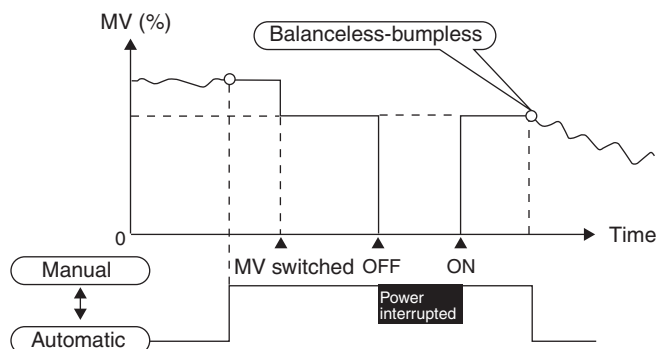 MV (%)
Balanceless-bumpless
0
Time
MV switched OFF ON
Manual
Power
interrupted
Automatic